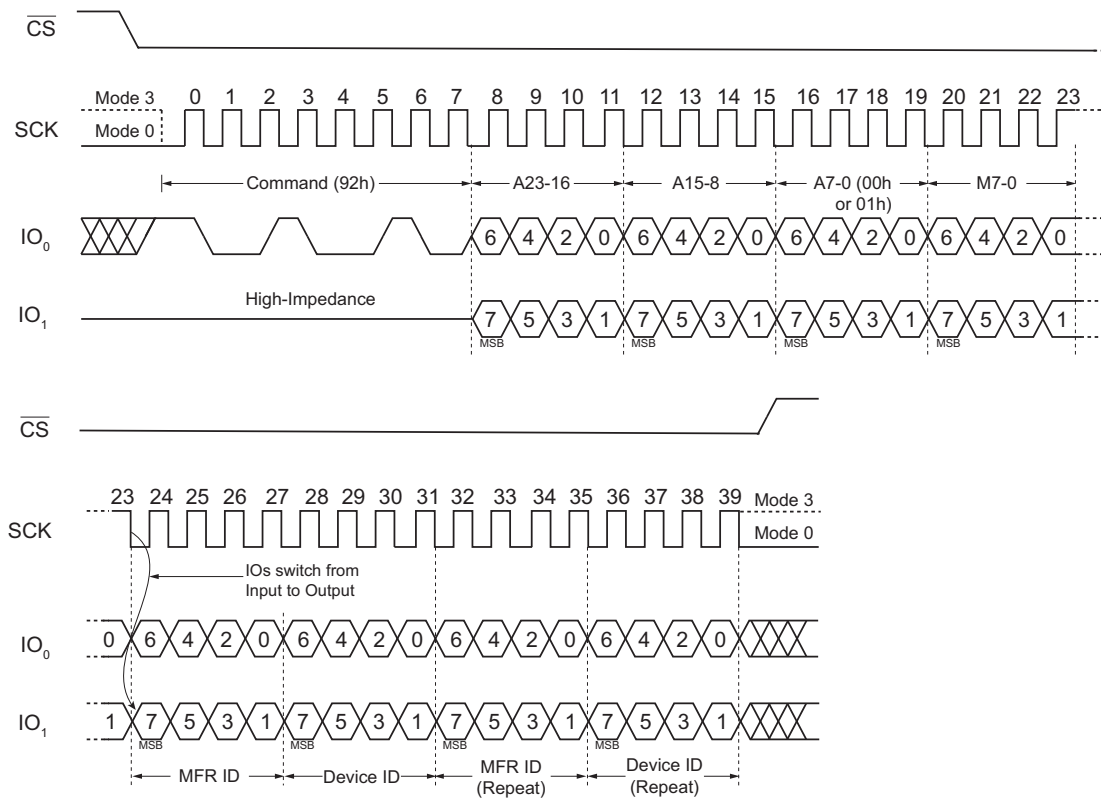 CS
Mode 3
0 1 2 3 4 5 6 7 8 9 10 11 12 13 14 15 16 17 18 19 20 21 22 23
SCK
Mode 0
Command (92h) A23-16 A15-8 A7-0 (00h or 01h) M7-0
IO0
6 4 2 0 6 4 2 0 6 4 2 0 6 4 2 0
High-Impedance
IO1
7 5 3 1 7 5 3 1 7 5 3 1 7 5 3 1
MSB MSB MSB MSB
CS
23 24 25 26 27 28 29 30 31 32 33 34 35 36 37 38 39 Mode 3
SCK
Mode 0
IOs switch from
Input to Output
IO0
0 6 4 2 0 6 4 2 0 6 4 2 0 6 4 2 0
IO1
1 7 5 3 1 7 5 3 1 7 5 3 1 7 5 3 1
MSB MSB MSB MSB
MFR ID Device ID MFR ID (Repeat) Device ID (Repeat)